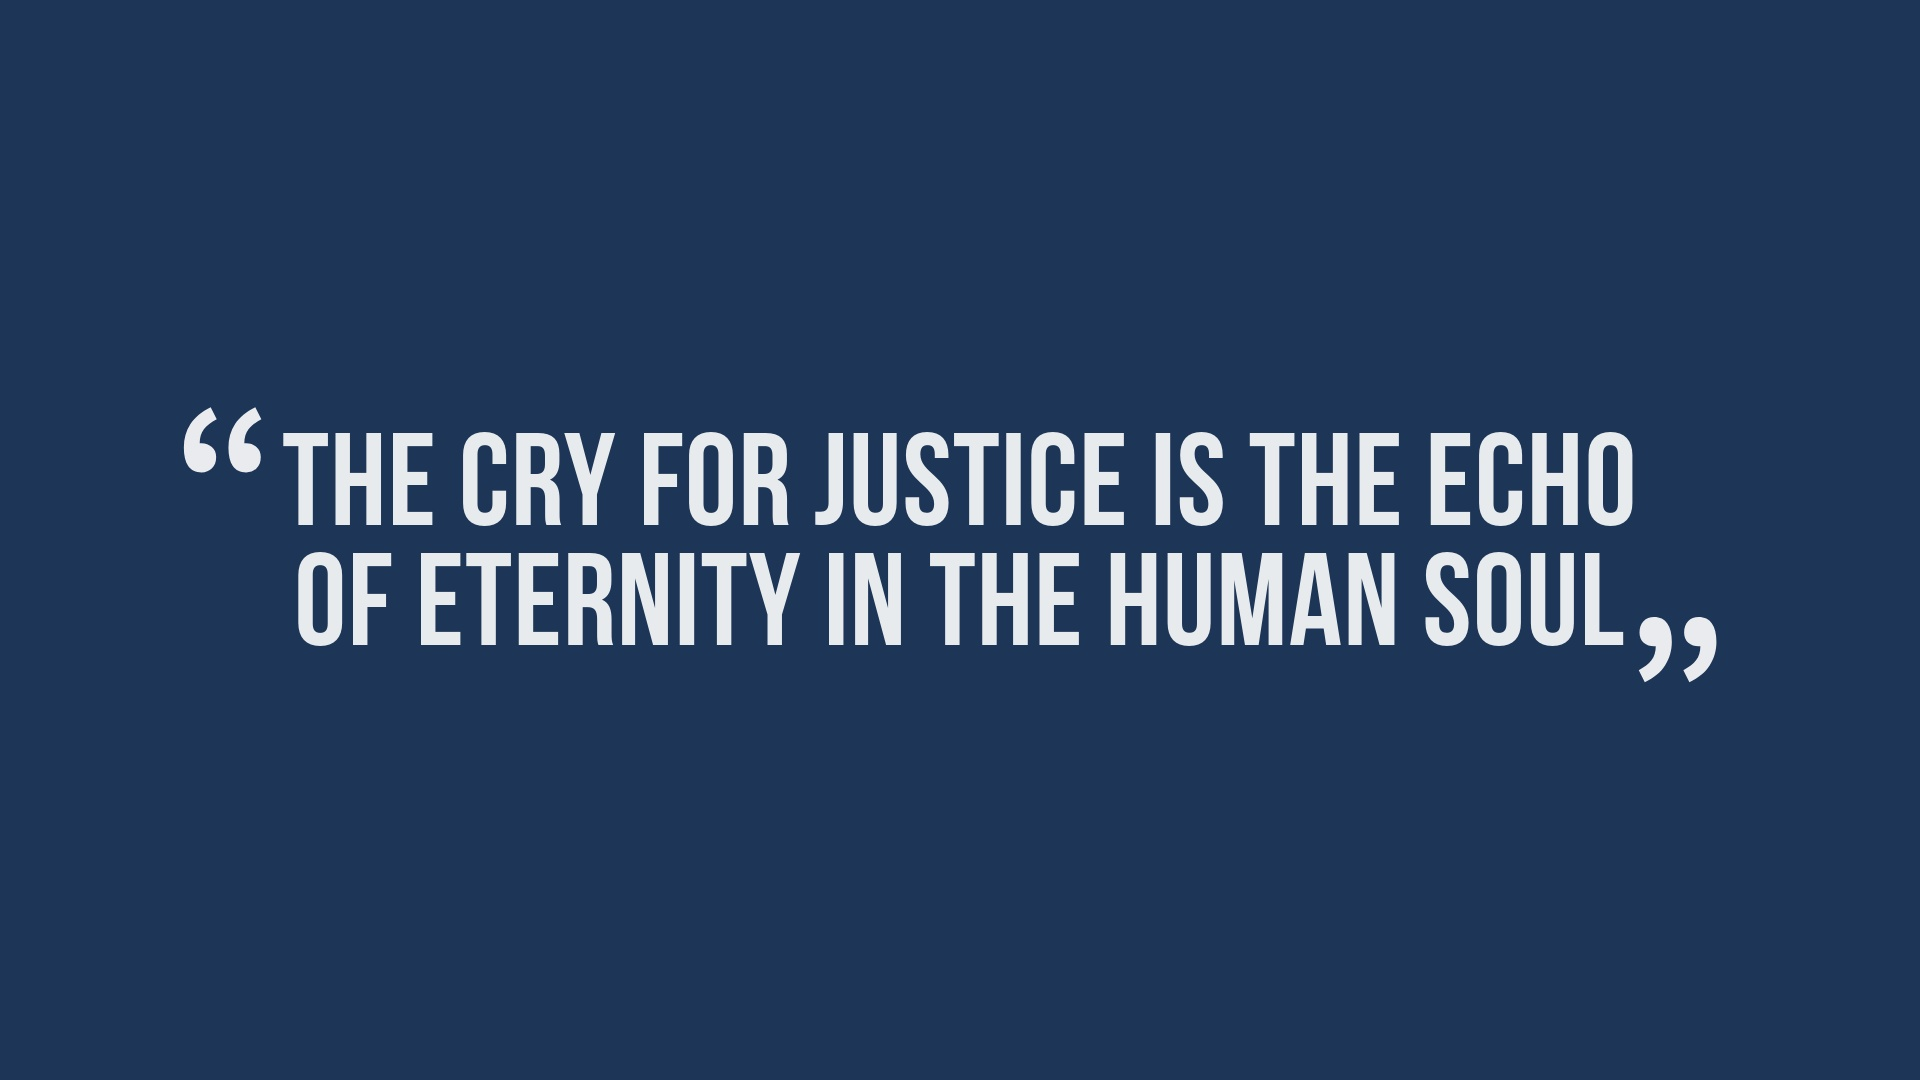 “THE CRY FOR JUSTICE IS THE ECHO
OF ETERNITY IN THE HUMAN SOUL”